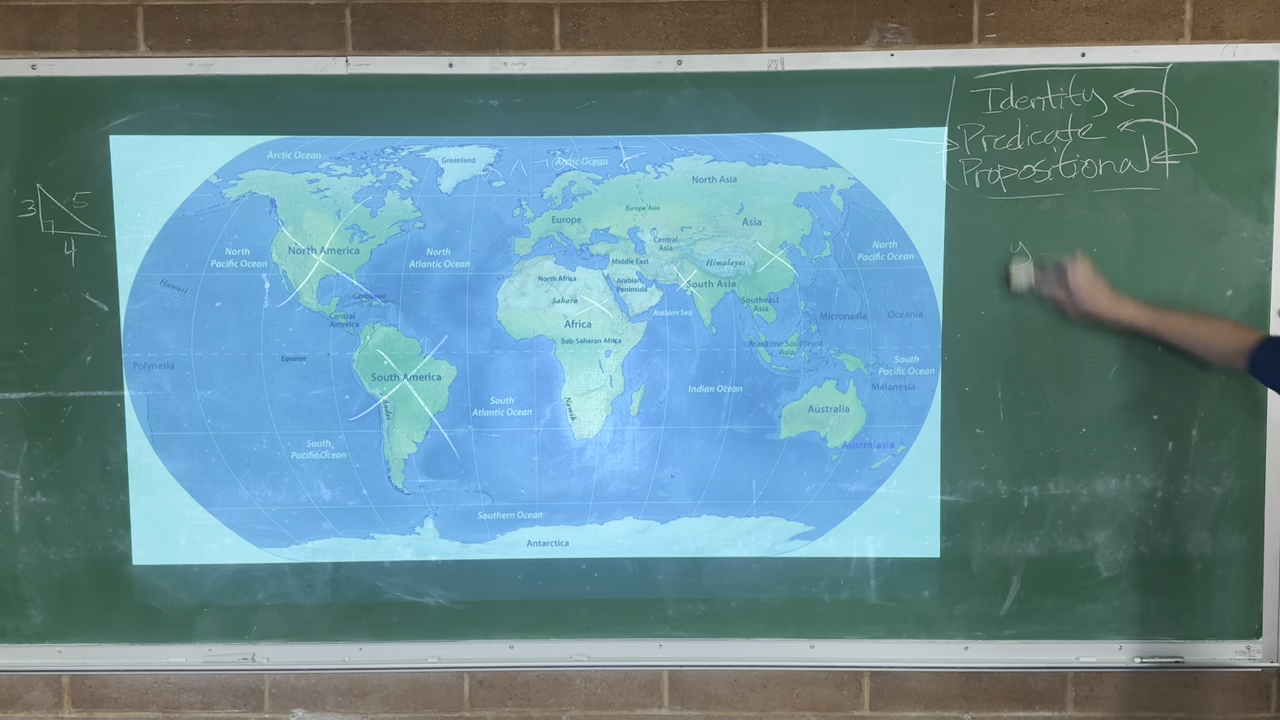 Identity
Predicate
Propositional
3
5
4
y
Arctic Ocean
Greenland
Arctic Ocean
North Asia
Europe
Europe Asia
Asia
Central
Asia
North America
North
Pacific Ocean
North
Atlantic Ocean
Middle East
Himalayas
North
Pacific Ocean
North Africa
Arabian
Peninsula
South Asia
Hawaii
Caribbean
Sahara
Arabian Sea
Southeast
Asia
Central
America
Africa
Micronesia
Oceania
Sub-Saharan Africa
Maritime Southeast
Asia
Equator
Polynesia
South America
South
Pacific Ocean
Indian Ocean
Melanesia
Andes
South
Atlantic Ocean
Namib
Australia
South
Pacific Ocean
Australasia
Southern Ocean
Antarctica